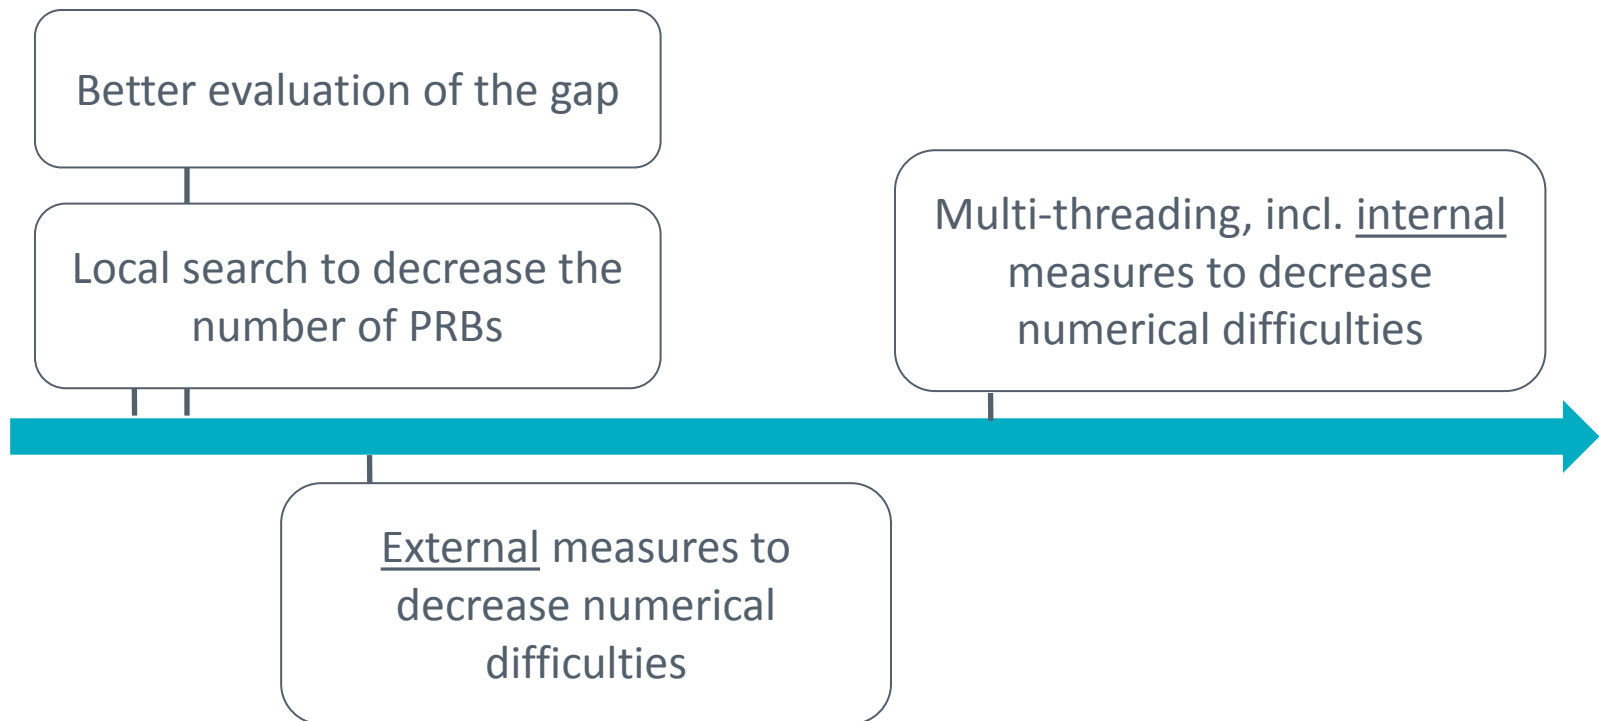 Better evaluation of the gap
Local search to decrease the
number of PRBs
Multi-threading, incl. internal
measures to decrease
numerical difficulties
External measures to
decrease numerical
difficulties